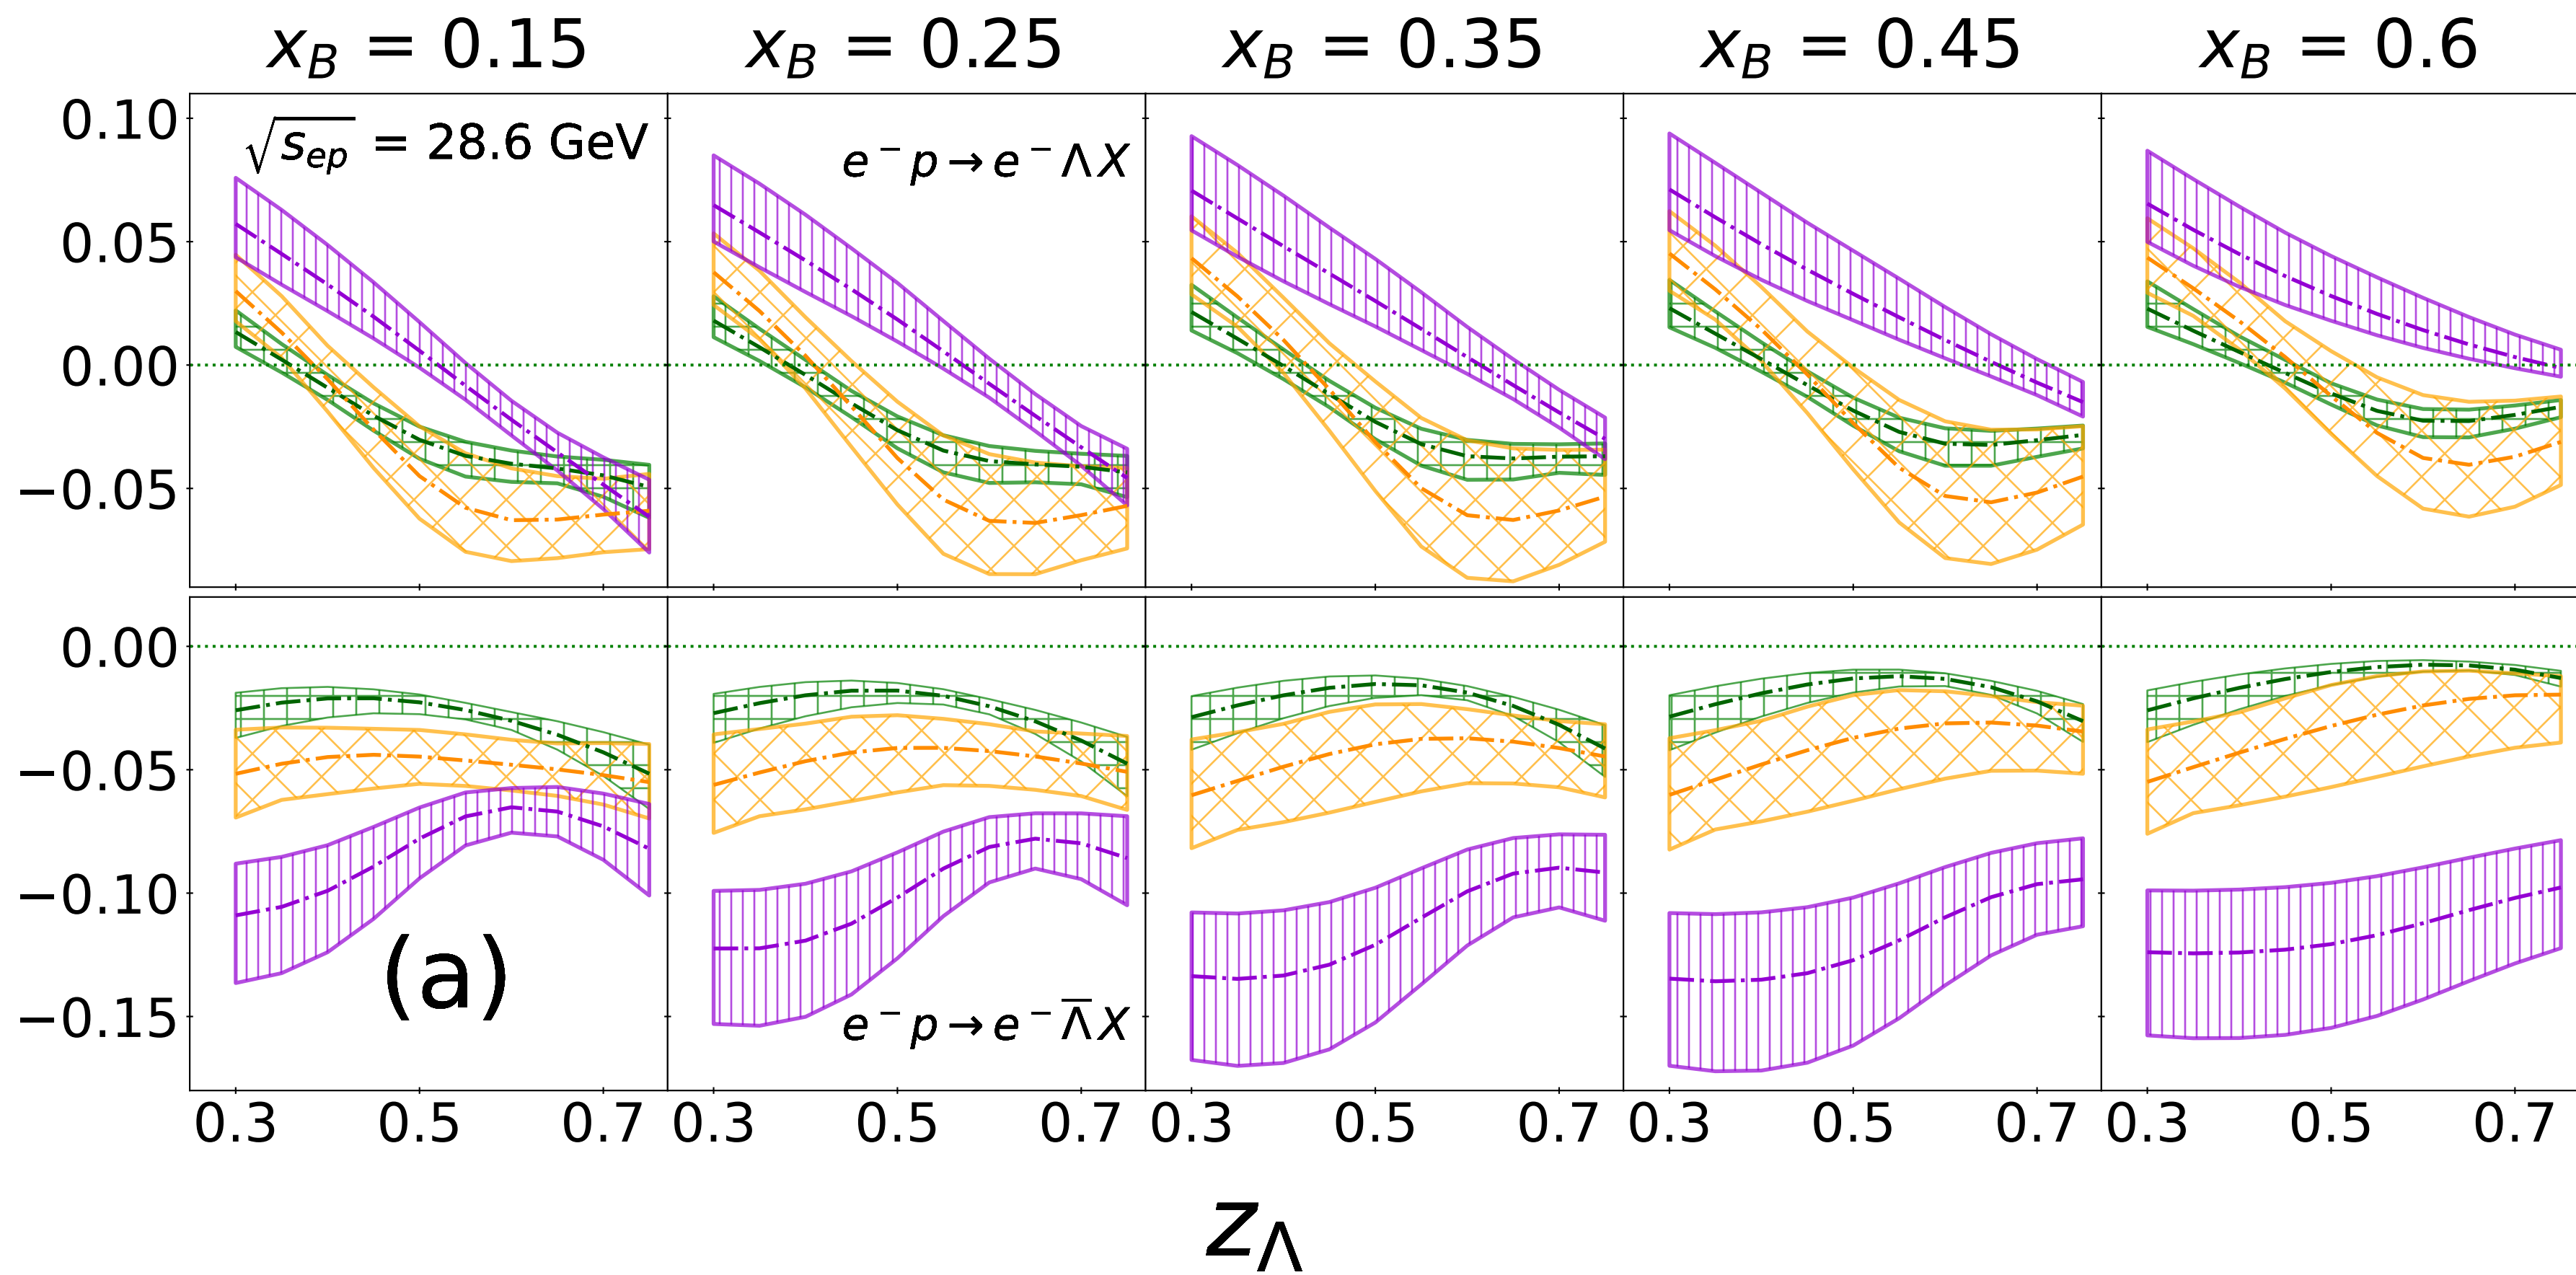 x_B = 0.15 x_B = 0.25 x_B = 0.35 x_B = 0.45 x_B = 0.6
0.10
√s_ep = 28.6 GeV
e⁻p→e⁻ΛX
0.05
0.00
−0.05
0.00
−0.05
−0.10
(a)
−0.15
e⁻p→e⁻Λ̅X
0.3 0.5 0.7 0.3 0.5 0.7 0.3 0.5 0.7 0.3 0.5 0.7 0.3 0.5 0.7
z_Λ